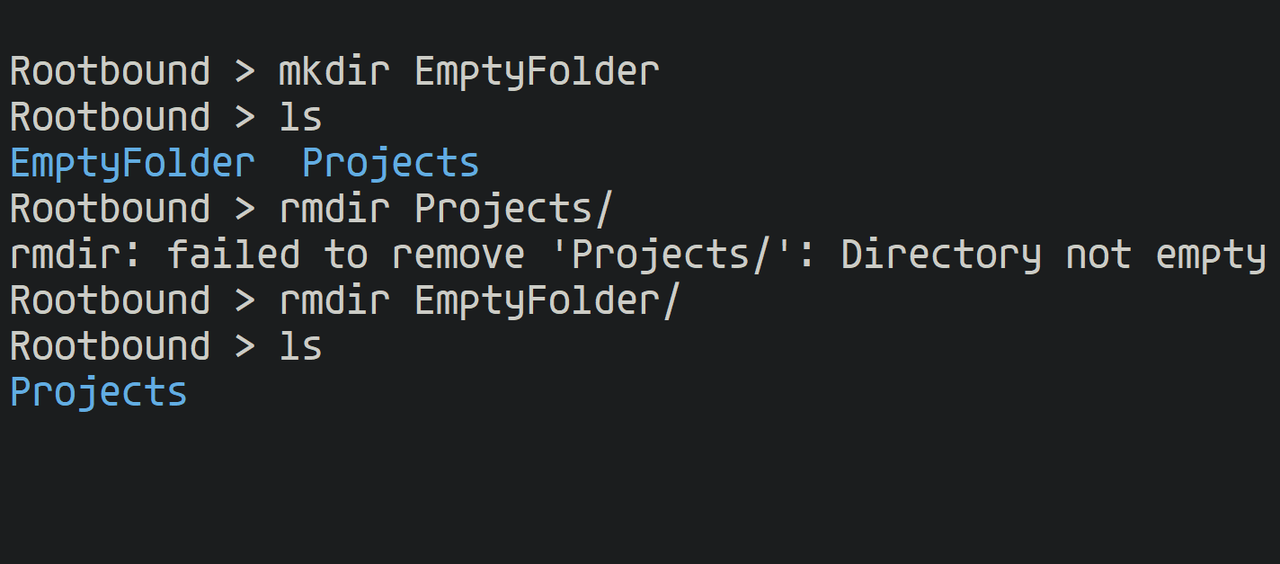 Rootbound > mkdir EmptyFolder
Rootbound > ls
EmptyFolder  Projects
Rootbound > rmdir Projects/
rmdir: failed to remove 'Projects/': Directory not empty
Rootbound > rmdir EmptyFolder/
Rootbound > ls
Projects